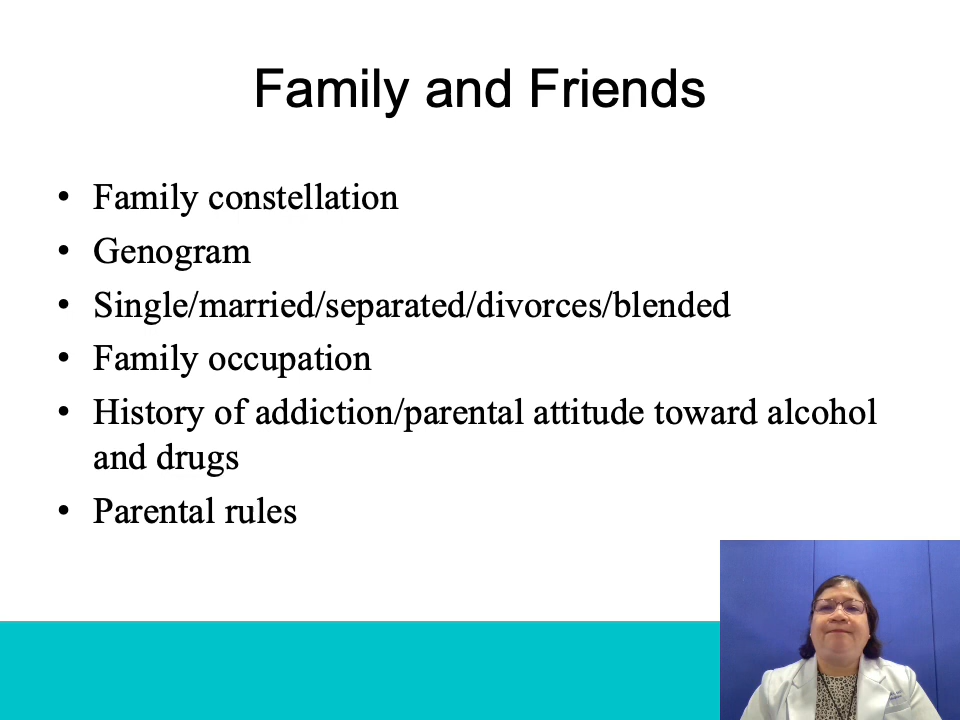 Family and Friends
• Family constellation
• Genogram
• Single/married/separated/divorces/blended
• Family occupation
• History of addiction/parental attitude toward alcohol
and drugs
• Parental rules